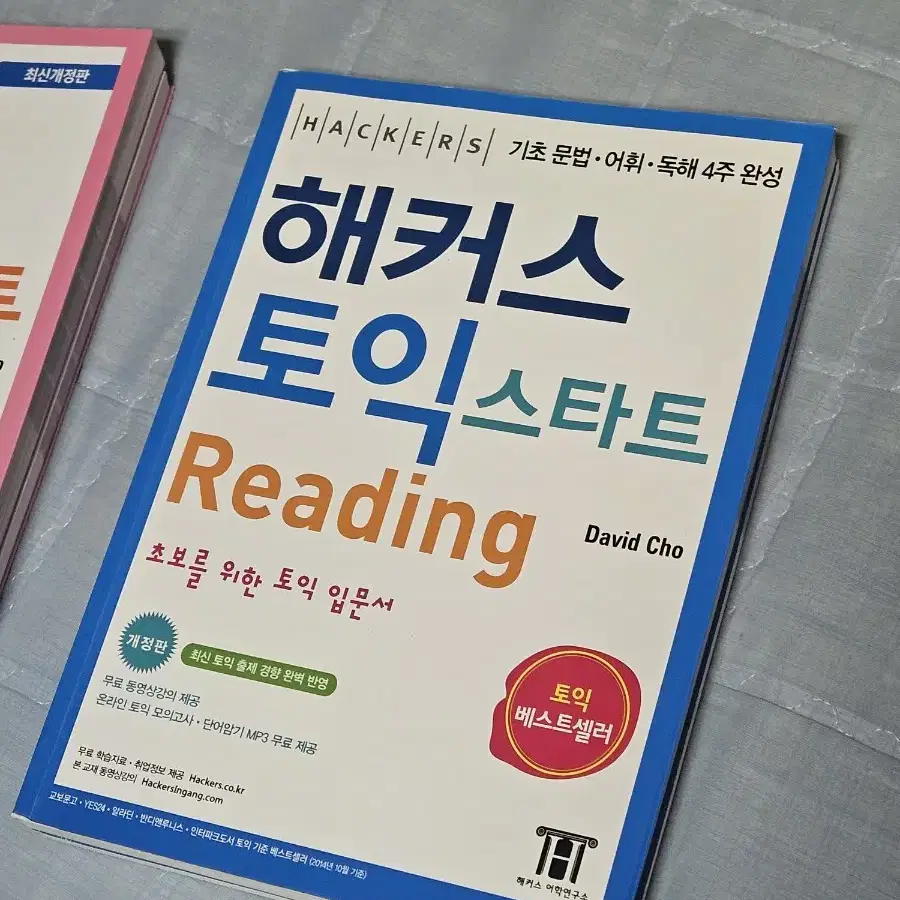 최신개정판
트
HACKERS
기초 문법·어휘·독해 4주 완성
해커스
토익스타트
Reading
David Cho
초보를 위한 토익 입문서
개정판
최신 토익 출제 경향 완벽 반영
무료 동영상강의 제공
온라인 토익 모의고사·단어암기 MP3 무료 제공
토익
베스트셀러
무료 학습자료·취업정보 제공 Hackers.co.kr
본 교재 동영상강의 HackersIngang.com
교보문고·YES24·알라딘·반디앤루니스·인터파크도서 토익 기준 베스트셀러 (2014년 10월 기준)
H
해커스 어학연구소